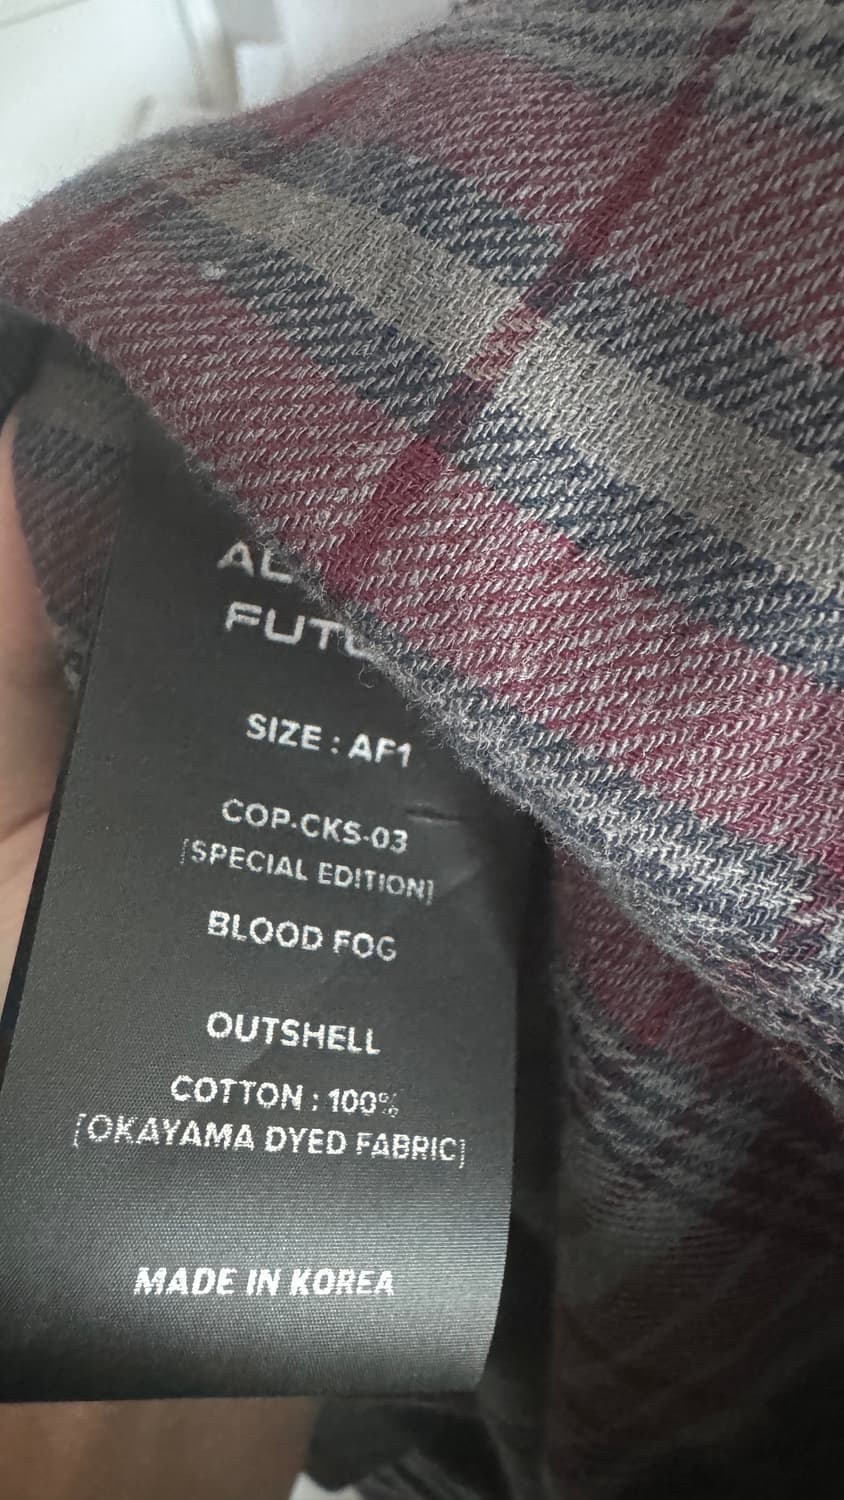 SIZE : AF1
COP-CKS-03
[SPECIAL EDITION]
BLOOD FOG
OUTSHELL
COTTON : 100%
[OKAYAMA DYED FABRIC]
MADE IN KOREA